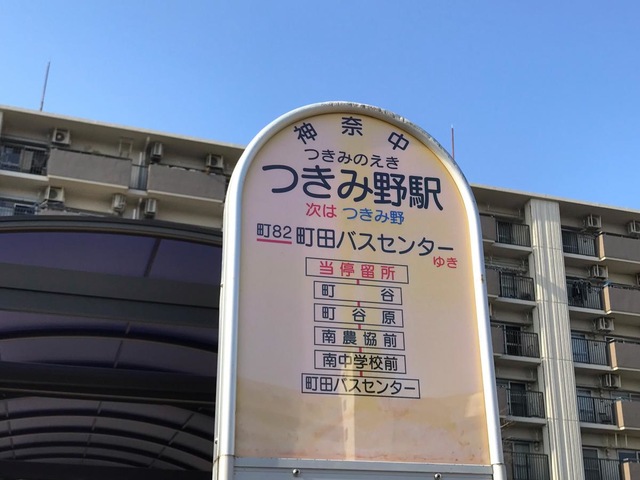 神奈中
つきみのえき
つきみ野駅
次は つきみ野
町82 町田バスセンター ゆき
当停留所
町谷
町谷原
南農協前
南中学校前
町田バスセンター